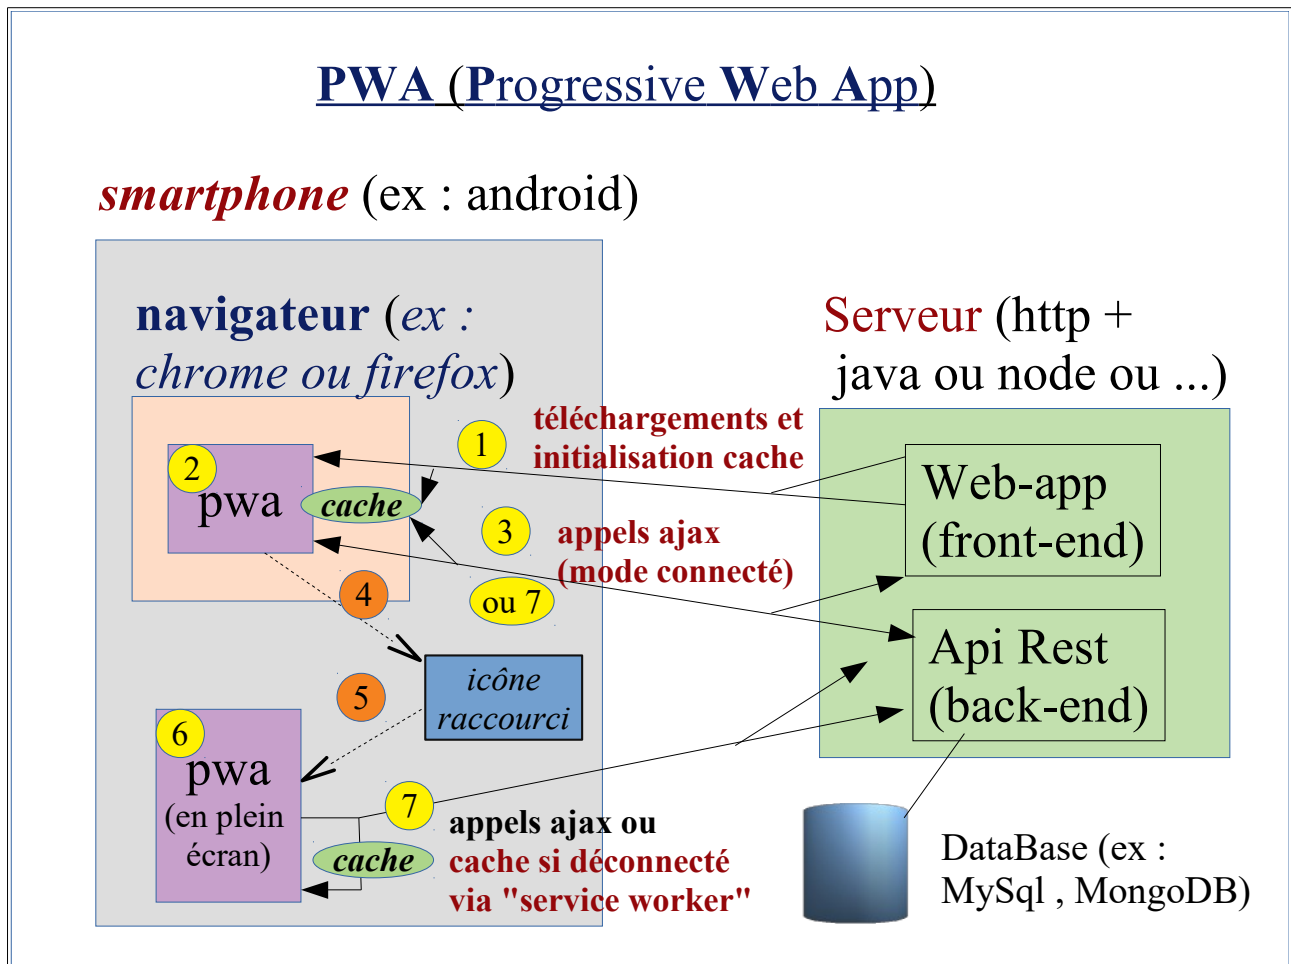 PWA (Progressive Web App)
smartphone (ex : android)
navigateur (ex :
chrome ou firefox)
Serveur (http +
java ou node ou ...)
1
téléchargements et
initialisation cache
2
pwa
cache
Web-app
(front-end)
3
appels ajax
(mode connecté)
ou 7
4
Api Rest
(back-end)
5
icône
raccourci
6
pwa
(en plein
écran)
7
cache
appels ajax ou
cache si déconnecté
via "service worker"
DataBase (ex :
MySql , MongoDB)